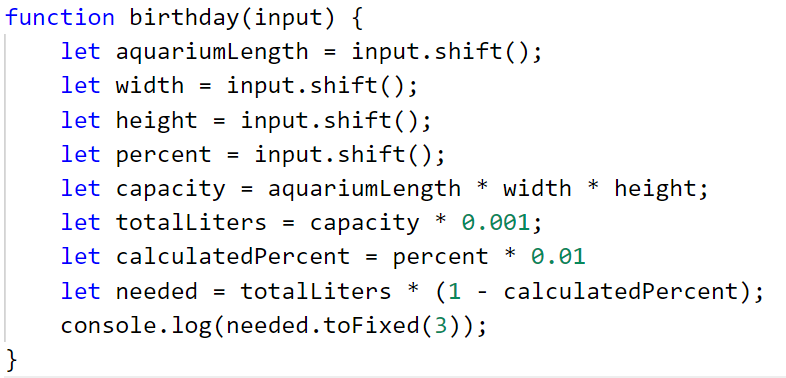 function birthday(input) {
    let aquariumLength = input.shift();
    let width = input.shift();
    let height = input.shift();
    let percent = input.shift();
    let capacity = aquariumLength * width * height;
    let totalLiters = capacity * 0.001;
    let calculatedPercent = percent * 0.01
    let needed = totalLiters * (1 - calculatedPercent);
    console.log(needed.toFixed(3));
}